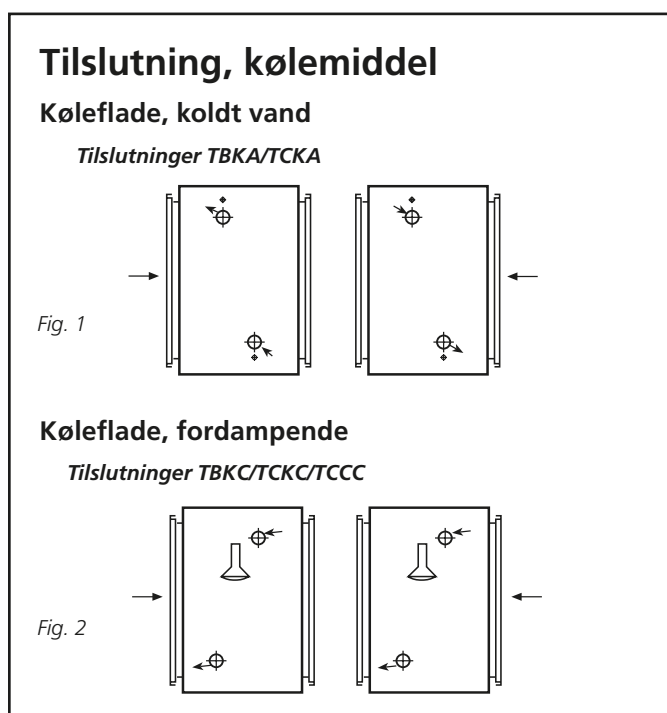 Tilslutning, kølemiddel
Køleflade, koldt vand
Tilslutninger TBKA/TCKA
Fig. 1
Køleflade, fordampende
Tilslutninger TBKC/TCKC/TCCC
Fig. 2